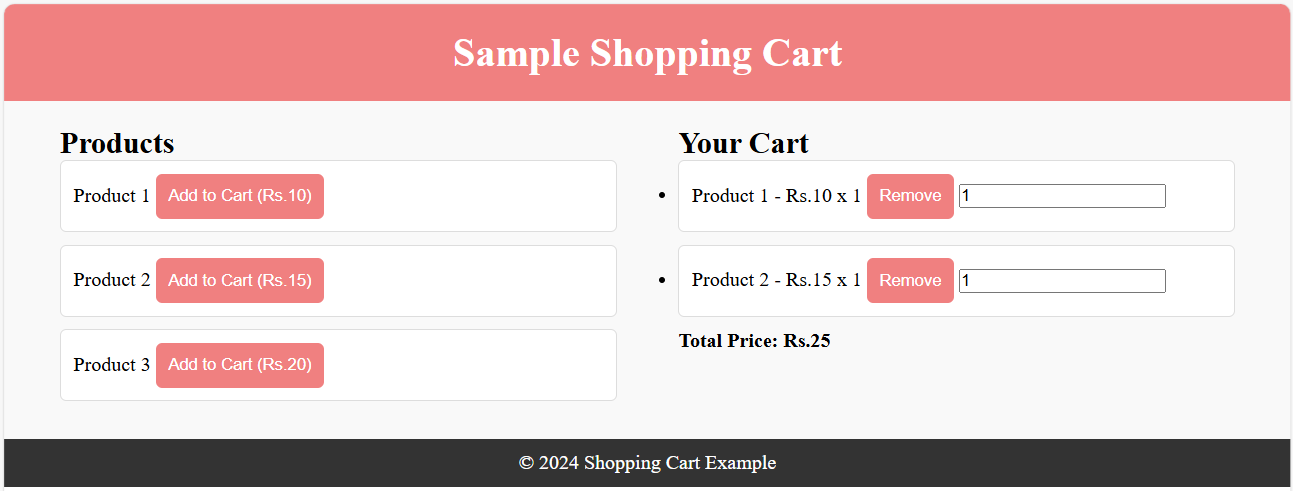 Sample Shopping Cart
Products
Product 1 Add to Cart (Rs.10)
Product 2 Add to Cart (Rs.15)
Product 3 Add to Cart (Rs.20)
Your Cart
Product 1 - Rs.10 x 1 Remove 1
Product 2 - Rs.15 x 1 Remove 1
Total Price: Rs.25
© 2024 Shopping Cart Example